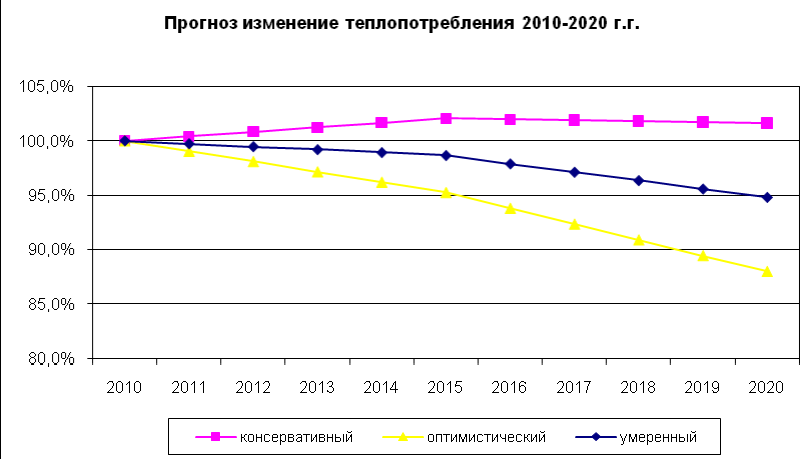 Прогноз изменение теплопотребления 2010-2020 г.г.
105,0%
100,0%
95,0%
90,0%
85,0%
80,0%
2010 2011 2012 2013 2014 2015 2016 2017 2018 2019 2020
консервативный оптимистический умеренный